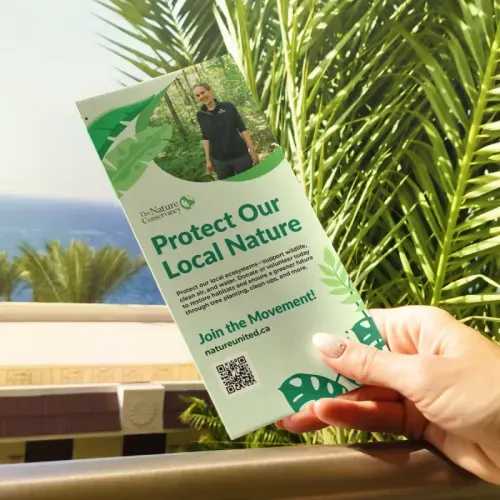 The Nature
Conservancy
Protect Our
Local Nature
Protect our local ecosystems—support wildlife,
clean air, and water. Donate or volunteer today
to restore habitats and ensure a greener future
through tree planting, clean-ups, and more.
Join the Movement!
natureunited.ca